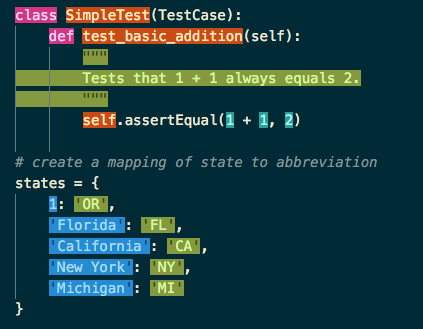 class SimpleTest(TestCase):
    def test_basic_addition(self):
        """
        Tests that 1 + 1 always equals 2.
        """
        self.assertEqual(1 + 1, 2)

# create a mapping of state to abbreviation
states = {
    1: 'OR',
    'Florida': 'FL',
    'California': 'CA',
    'New York': 'NY',
    'Michigan': 'MI'
}